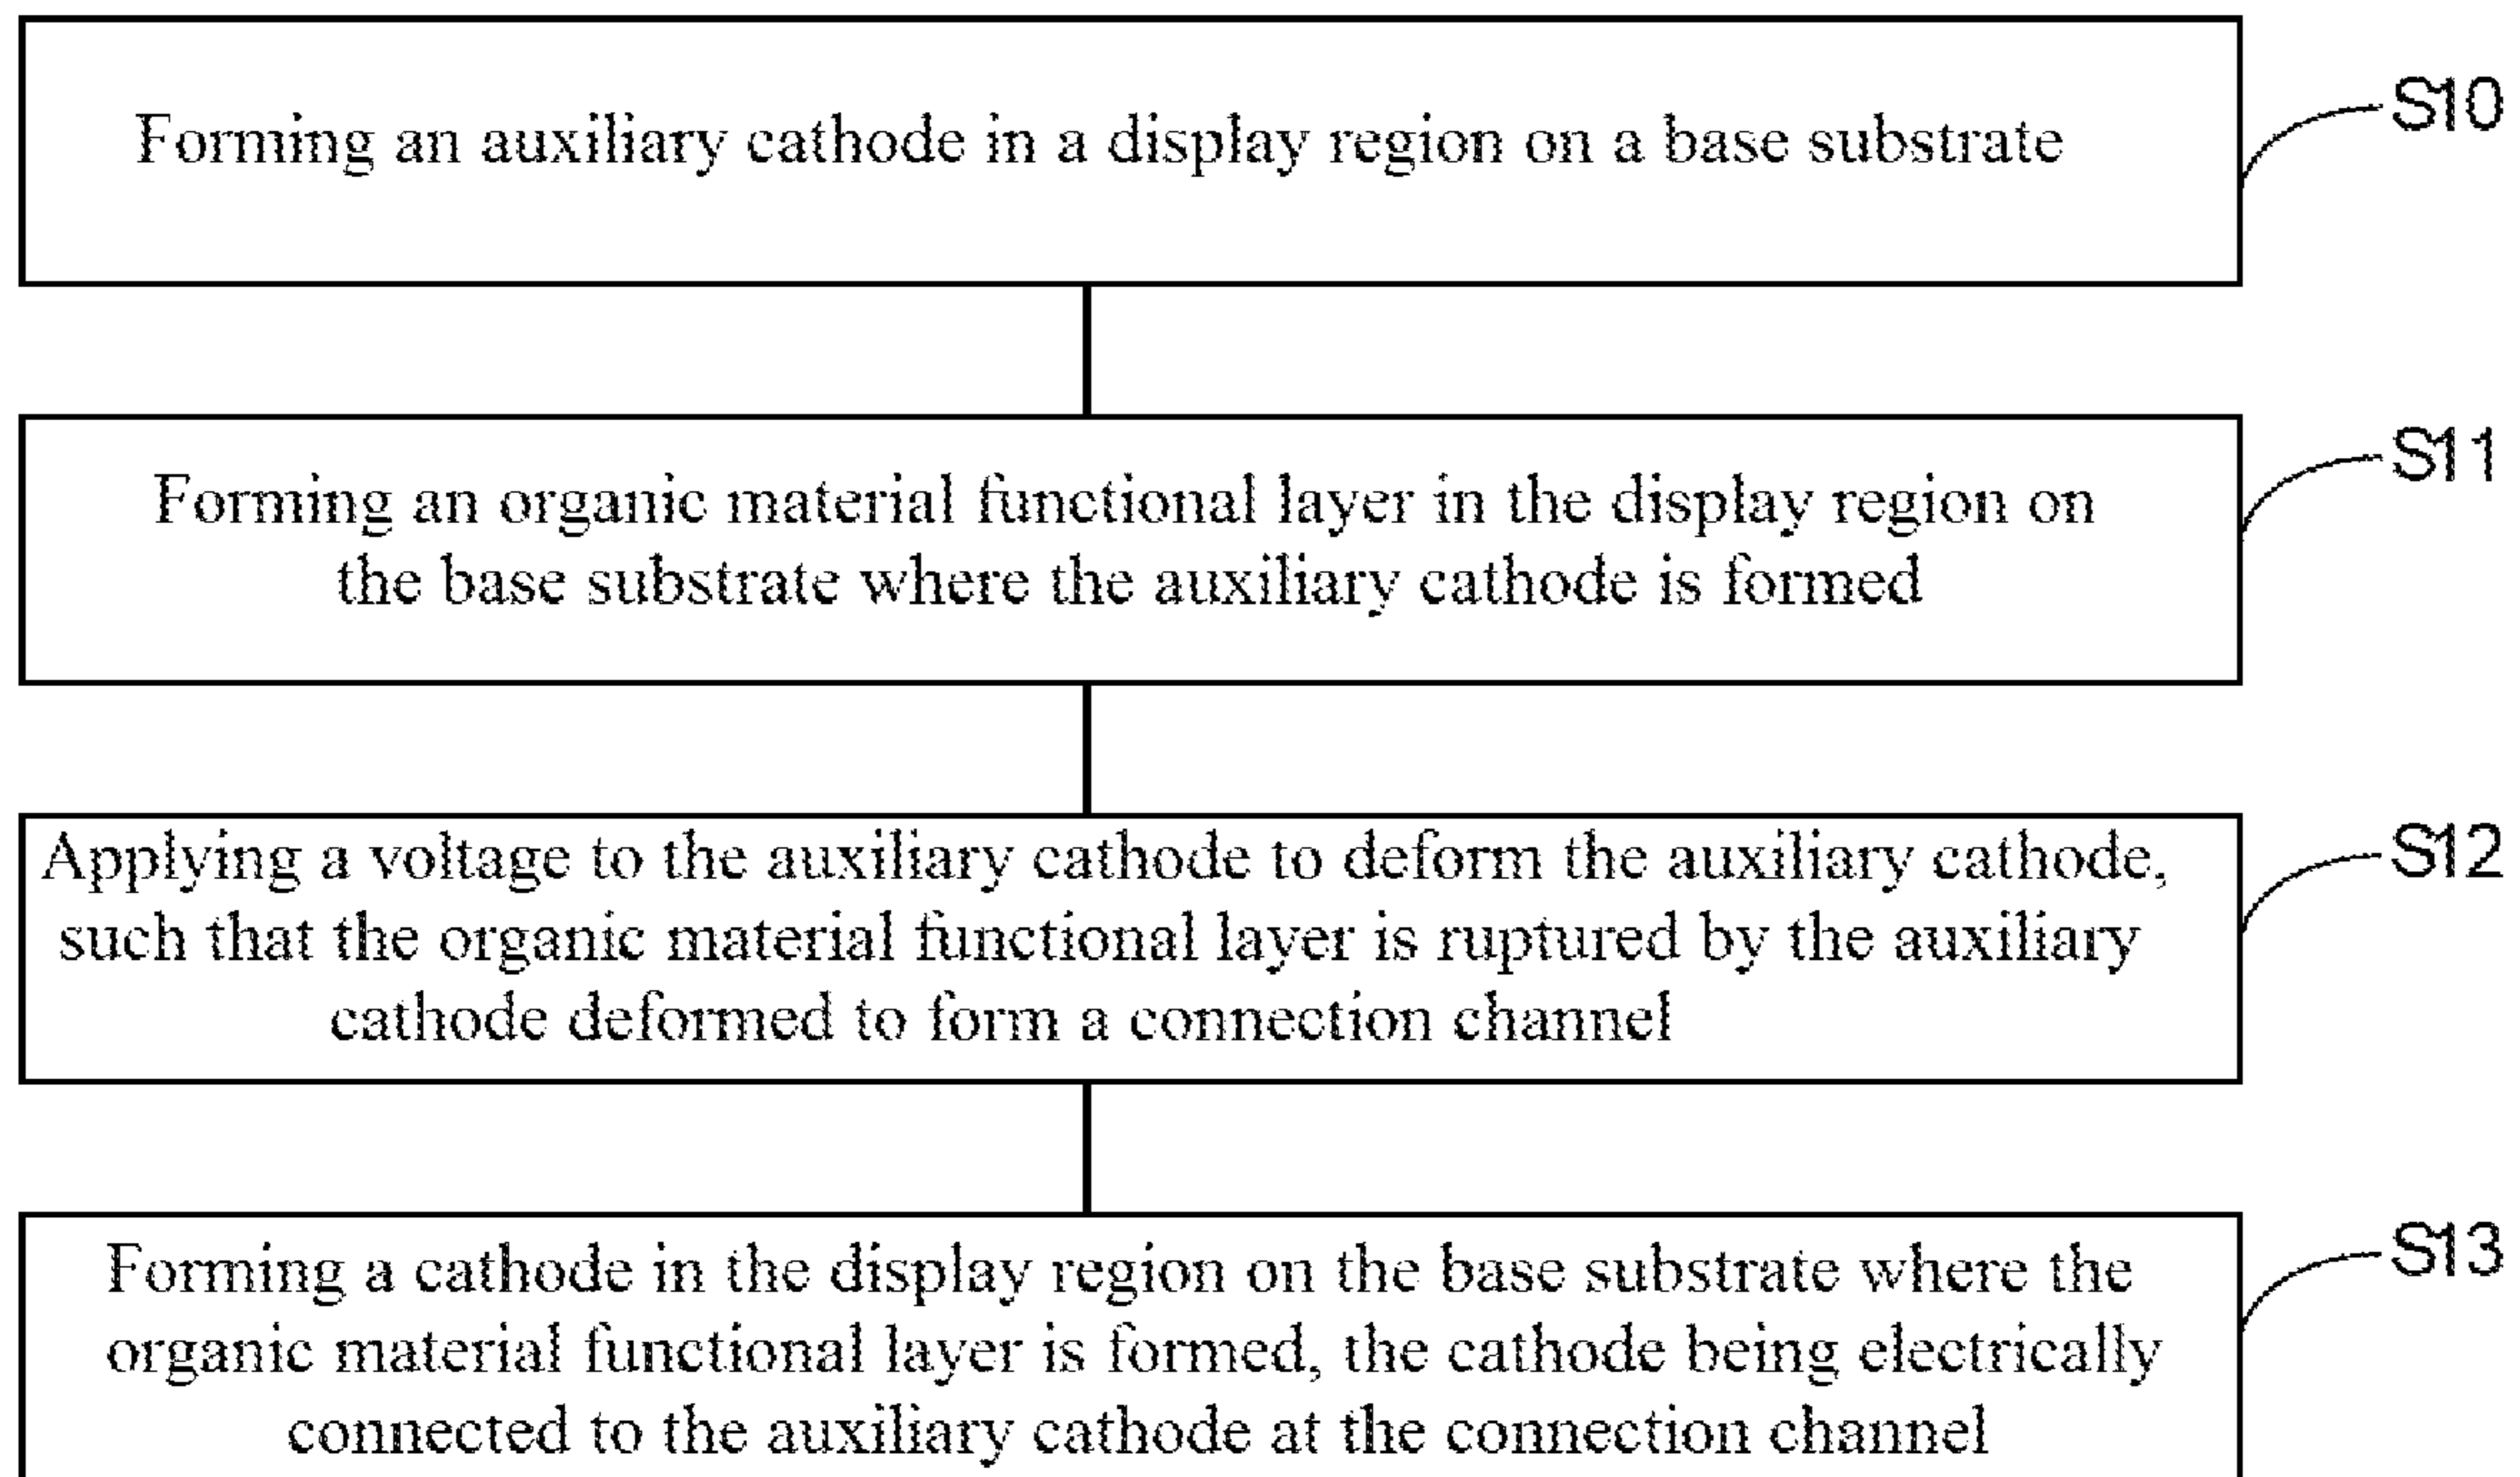 Forming an auxiliary cathode in a display region on a base substrate
S10
Forming an organic material functional layer in the display region on
the base substrate where the auxiliary cathode is formed
S11
Applying a voltage to the auxiliary cathode to deform the auxiliary cathode,
such that the organic material functional layer is ruptured by the auxiliary
cathode deformed to form a connection channel
S12
Forming a cathode in the display region on the base substrate where the
organic material functional layer is formed, the cathode being electrically
connected to the auxiliary cathode at the connection channel
S13